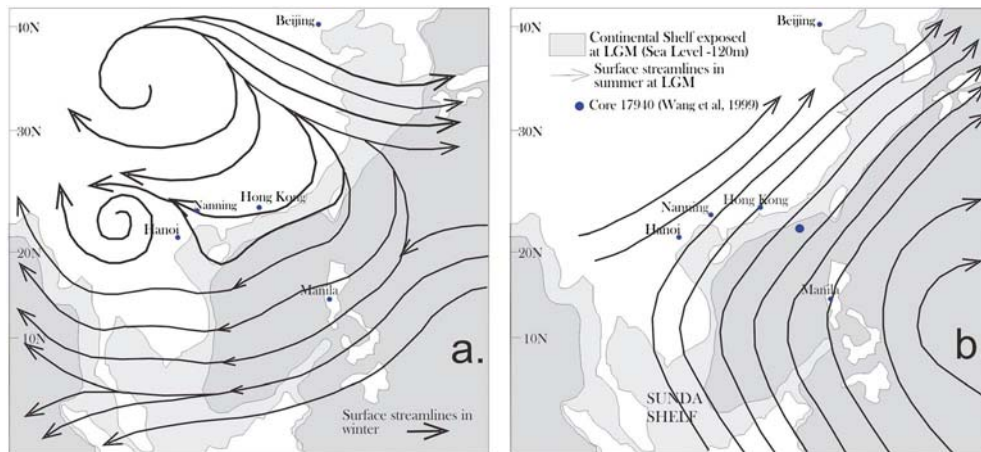 40N
Beijing
30N
Hong Kong
Nanning
Hanoi
20N
Manila
10N
a.
Surface streamlines in
winter
40N
Beijing
Continental Shelf exposed
at LGM (Sea Level -120m)
Surface streamlines in
summer at LGM
Core 17940 (Wang et al, 1999)
30N
Nanning
Hong Kong
Hanoi
20N
Manila
10N
b
SUNDA
SHELF